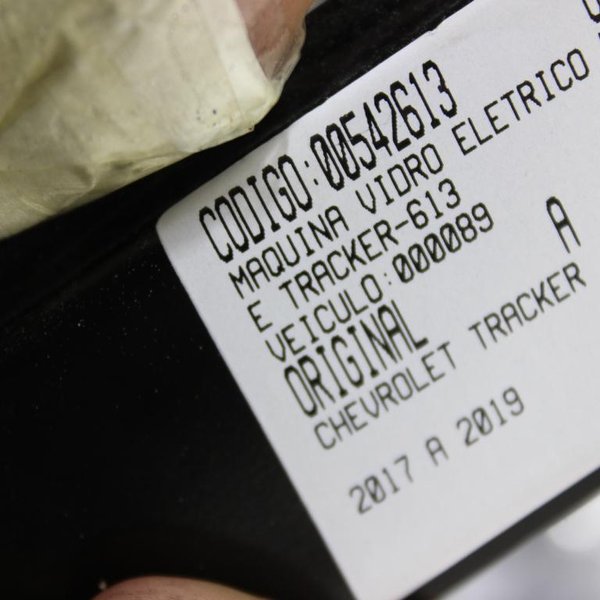 CODIGO:00542613
MAQUINA VIDRO ELETRICO
E TRACKER-613
VEICULO:000089 A
ORIGINAL
CHEVROLET TRACKER
2017 A 2019